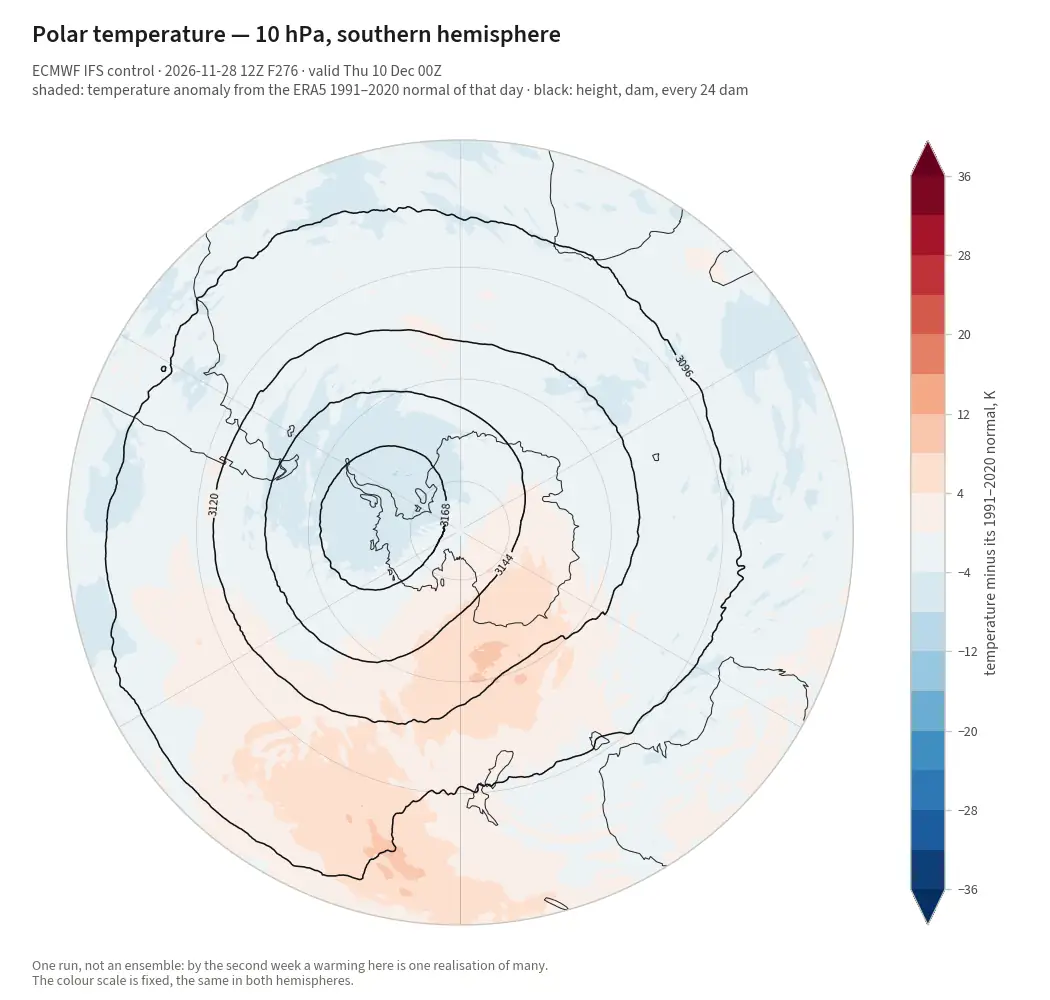 Polar temperature — 10 hPa, southern hemisphere
ECMWF IFS control · 2026-11-28 12Z F276 · valid Thu 10 Dec 00Z
shaded: temperature anomaly from the ERA5 1991–2020 normal of that day · black: height, dam, every 24 dam
3096
3120
3168
3144
36
28
20
12
4
−4
−12
−20
−28
−36
temperature minus its 1991–2020 normal, K
One run, not an ensemble: by the second week a warming here is one realisation of many.
The colour scale is fixed, the same in both hemispheres.